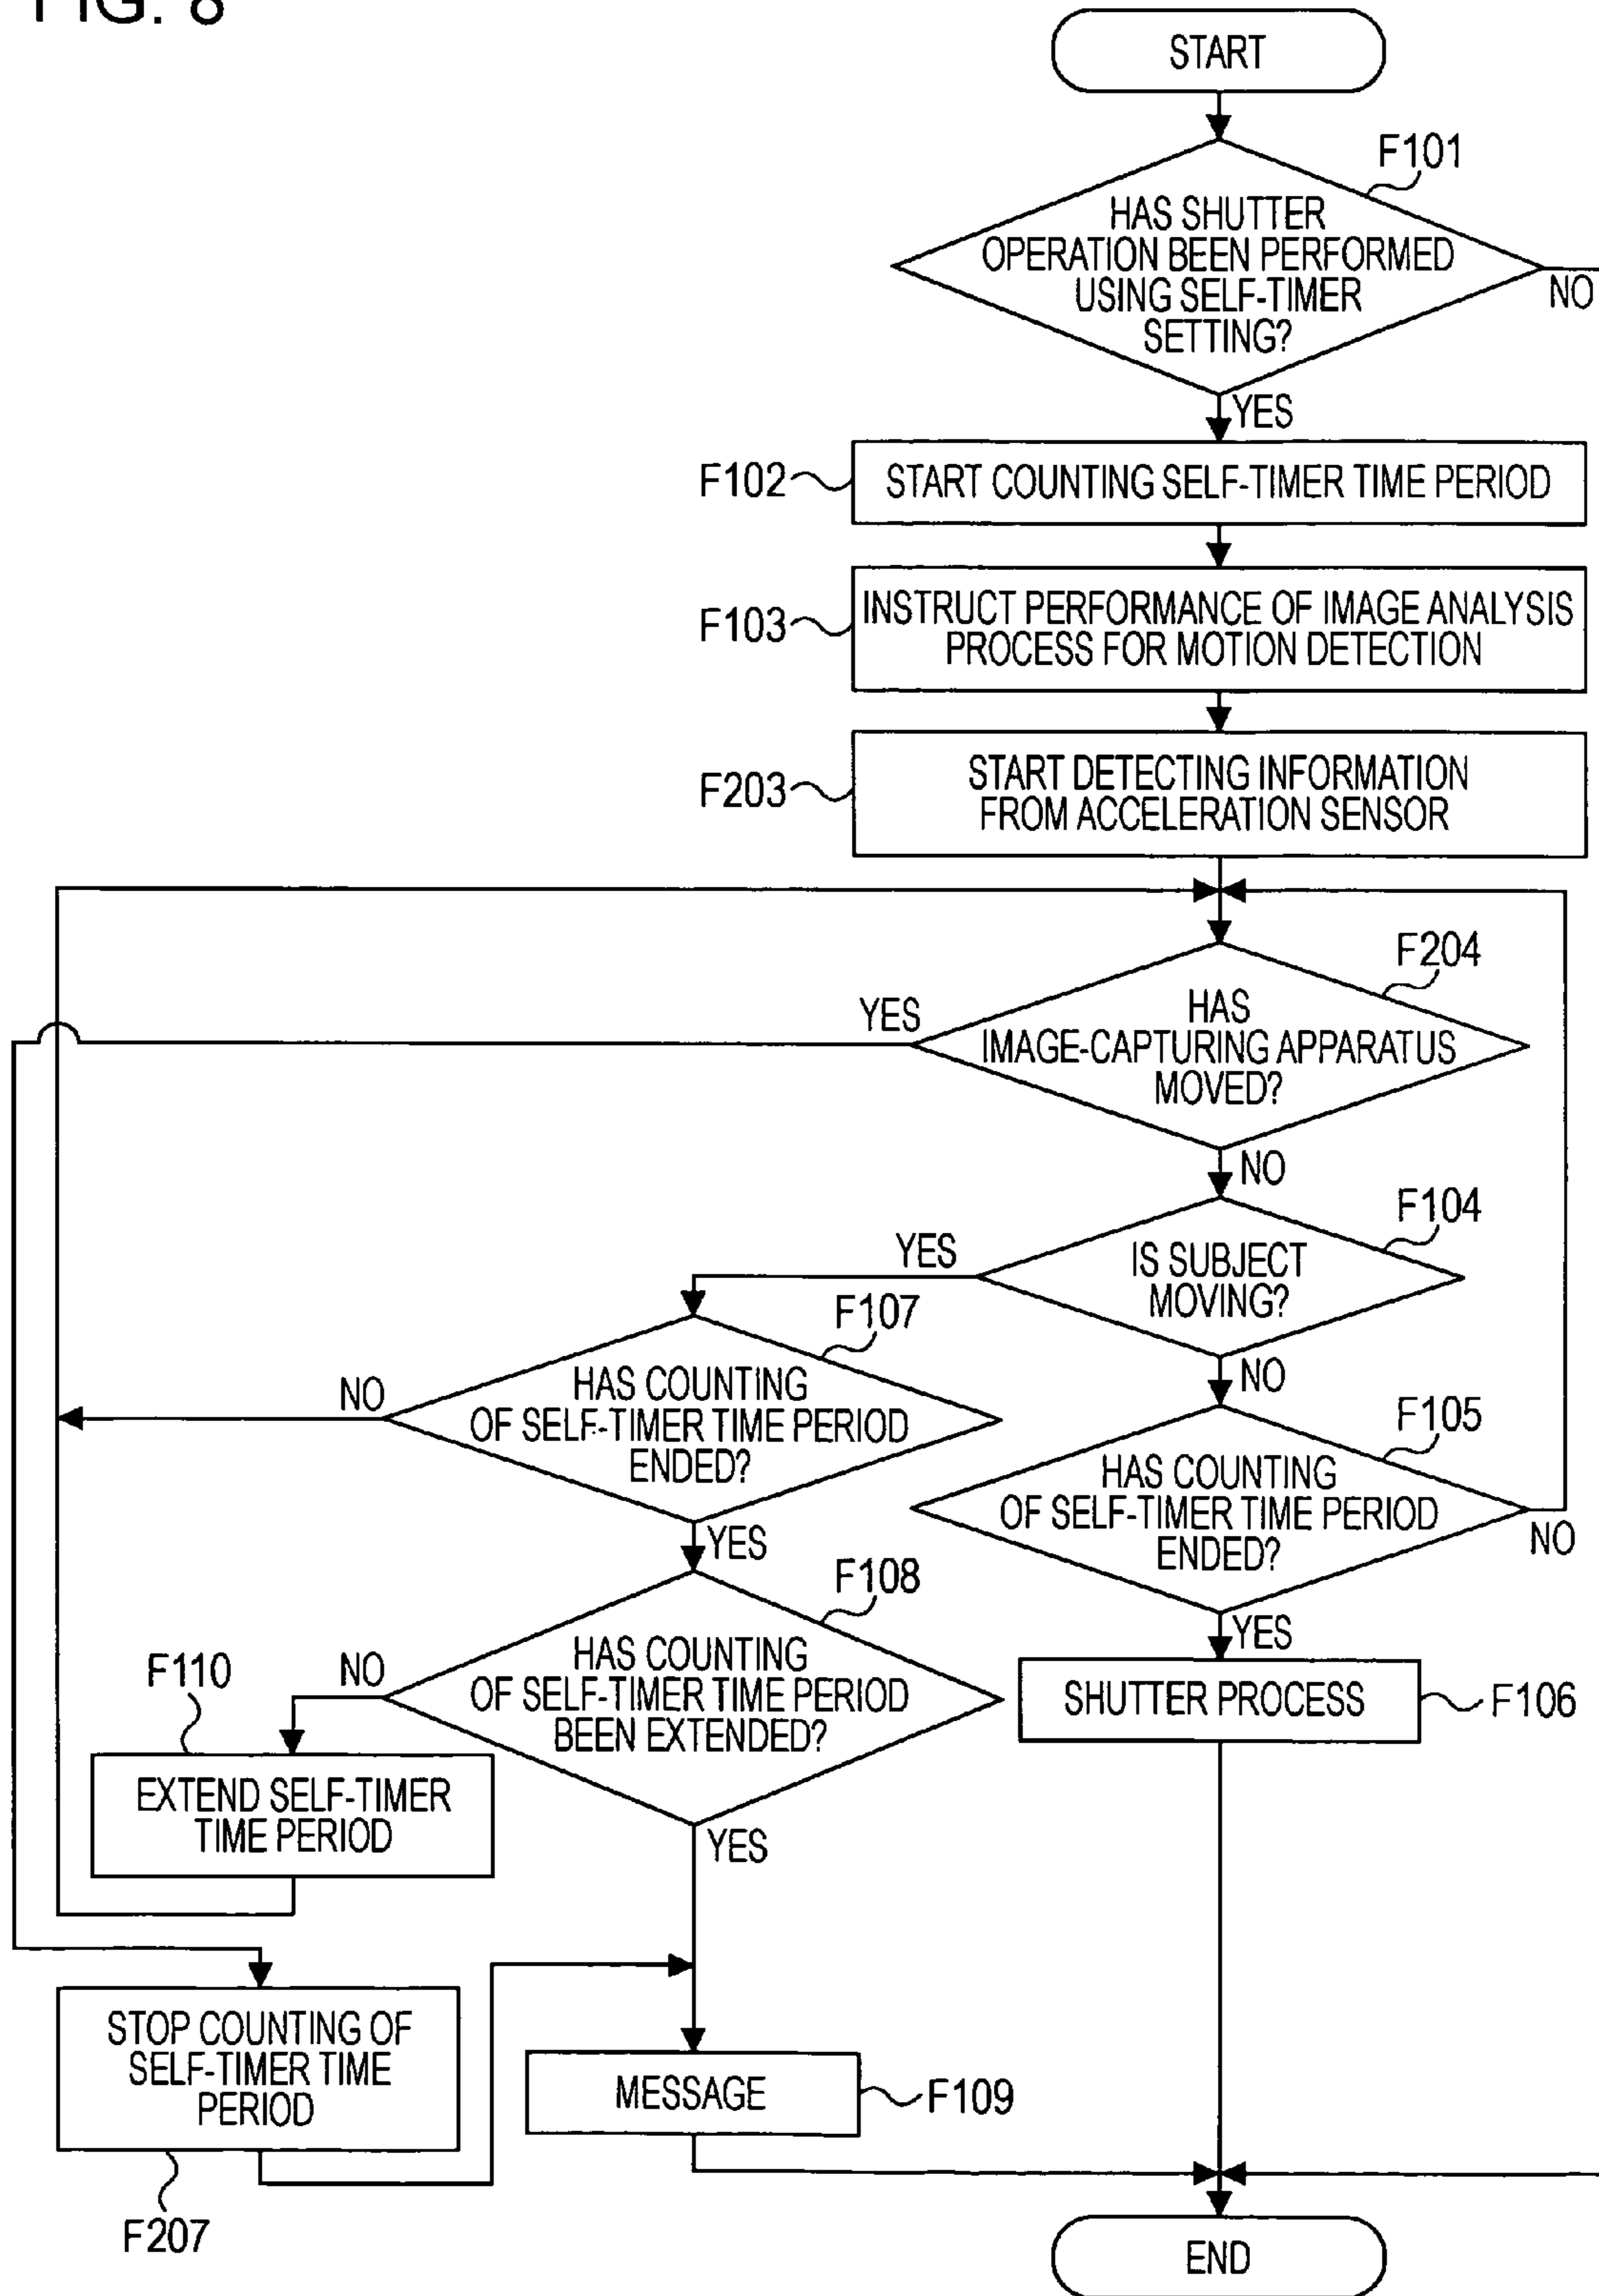 FIG. 8
START
F101
HAS SHUTTER
OPERATION BEEN PERFORMED
USING SELF-TIMER
SETTING?
NO
YES
F102
START COUNTING SELF-TIMER TIME PERIOD
F103
INSTRUCT PERFORMANCE OF IMAGE ANALYSIS
PROCESS FOR MOTION DETECTION
F203
START DETECTING INFORMATION
FROM ACCELERATION SENSOR
F204
YES
HAS
IMAGE-CAPTURING APPARATUS
MOVED?
NO
F104
YES
IS SUBJECT
MOVING?
NO
F107
NO
HAS COUNTING
OF SELF-TIMER TIME PERIOD
ENDED?
YES
F105
HAS COUNTING
OF SELF-TIMER TIME PERIOD
ENDED?
NO
YES
F108
NO
HAS COUNTING
OF SELF-TIMER TIME PERIOD
BEEN EXTENDED?
YES
F110
EXTEND SELF-TIMER
TIME PERIOD
SHUTTER PROCESS
F106
STOP COUNTING OF
SELF-TIMER TIME
PERIOD
F207
MESSAGE
F109
END